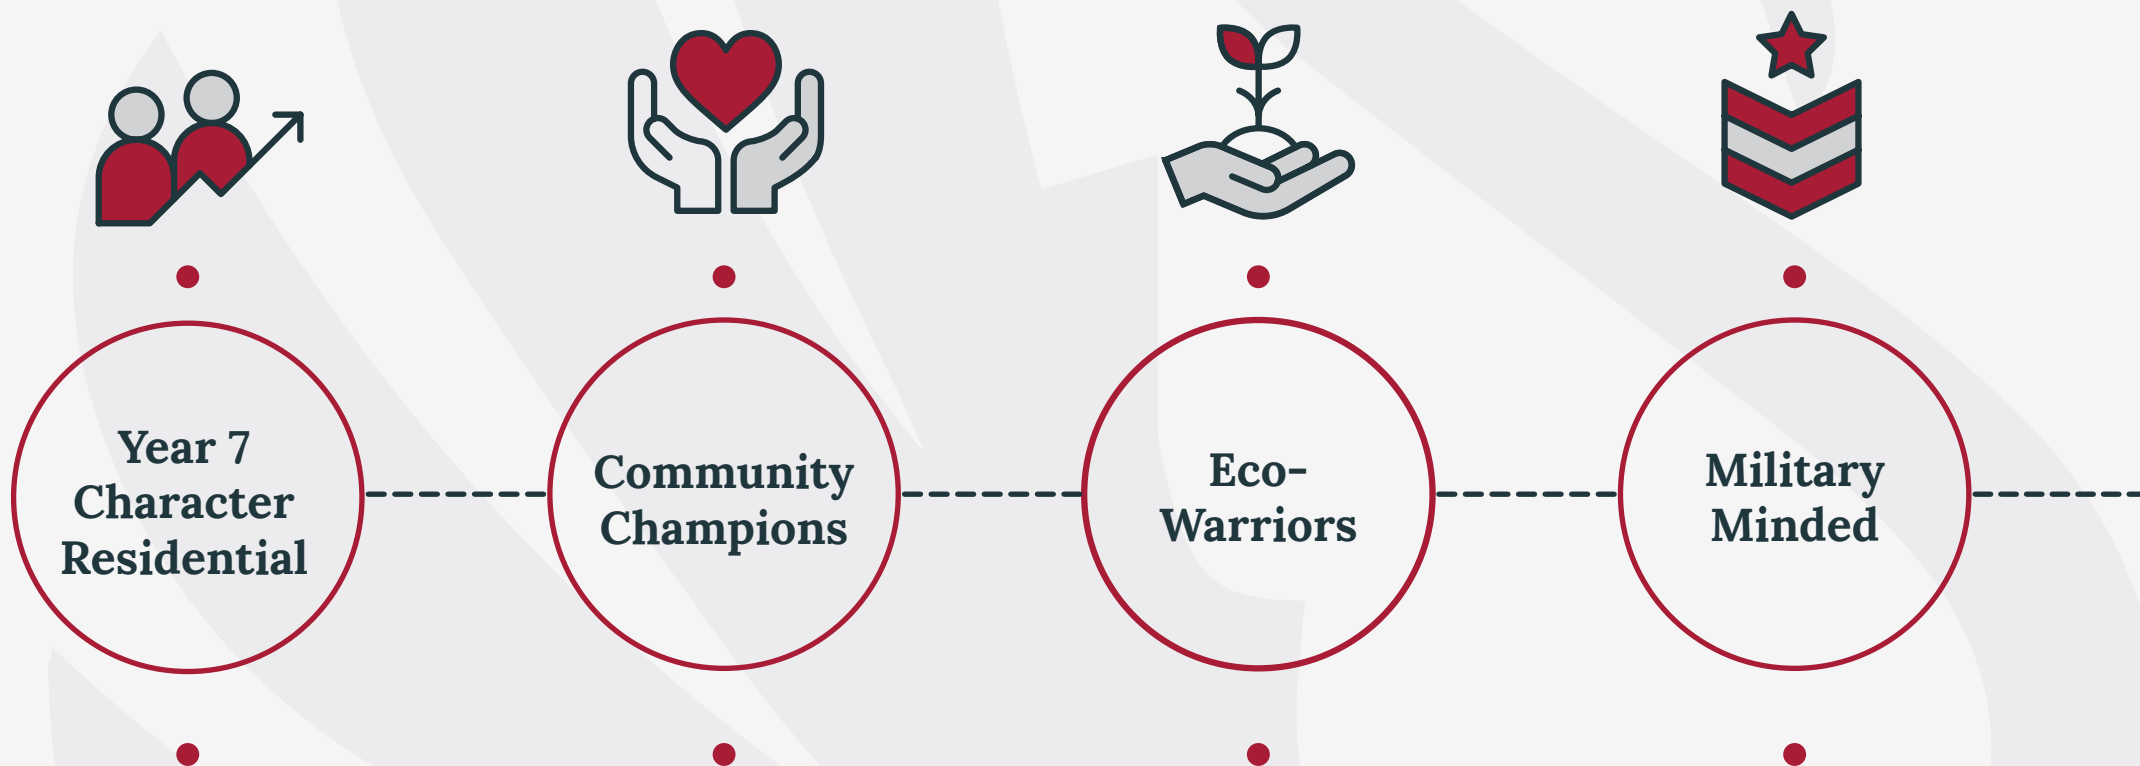 Year 7
Character
Residential
Community
Champions
Eco-
Warriors
Military
Minded